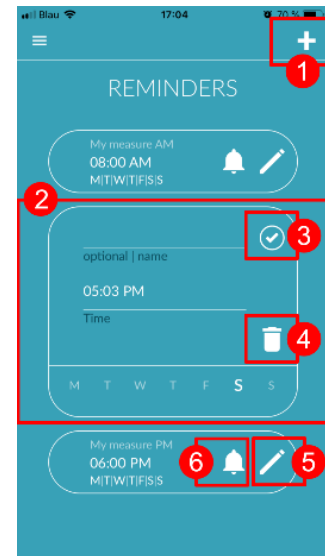 Blau 17:04 70 %
1
REMINDERS
My measure AM
08:00 AM
M|T|W|T|F|S|S
2
3
optional | name
05:03 PM
Time
4
M T W T F S S
My measure PM
06:00 PM
M|T|W|T|F|S|S
6 5